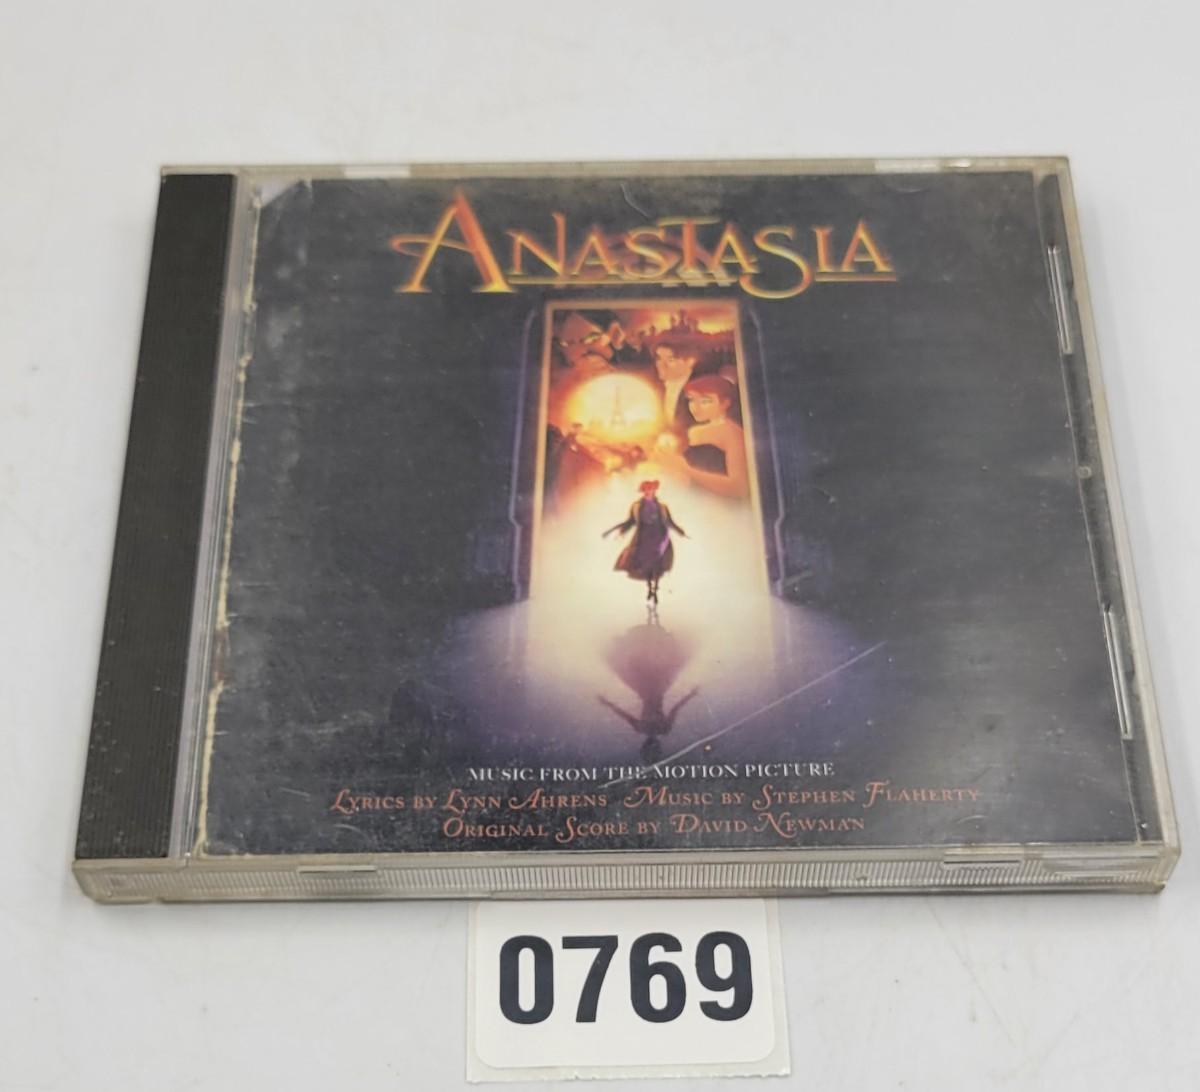 ANASTASIA
MUSIC FROM THE MOTION PICTURE
LYRICS BY LYNN AHRENS MUSIC BY STEPHEN FLAHERTY
ORIGINAL SCORE BY DAVID NEWMAN
0769